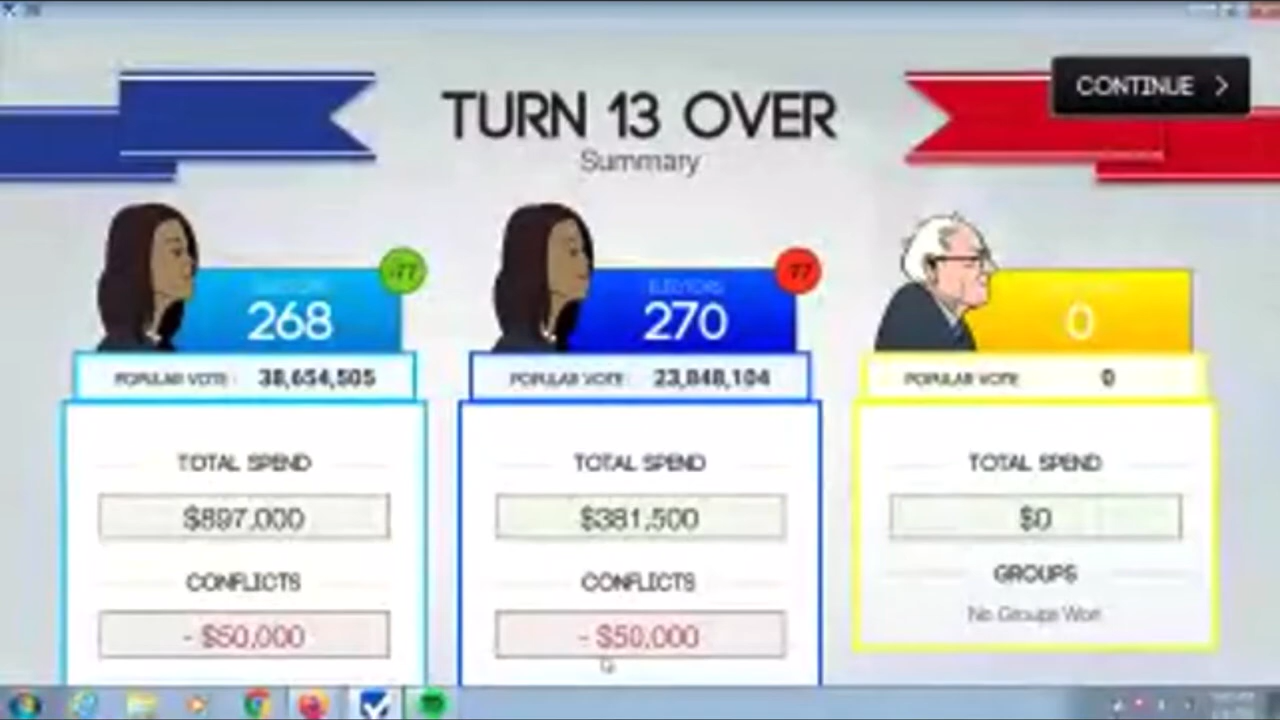 CONTINUE >
TURN 13 OVER
Summary
268
77
ELECTORS
270
77
0
POPULAR VOTE 38,654,505
POPULAR VOTE 23,848,104
POPULAR VOTE 0
TOTAL SPEND
$897,000
CONFLICTS
- $50,000
TOTAL SPEND
$381,500
CONFLICTS
- $50,000
TOTAL SPEND
$0
GROUPS
No Groups Won